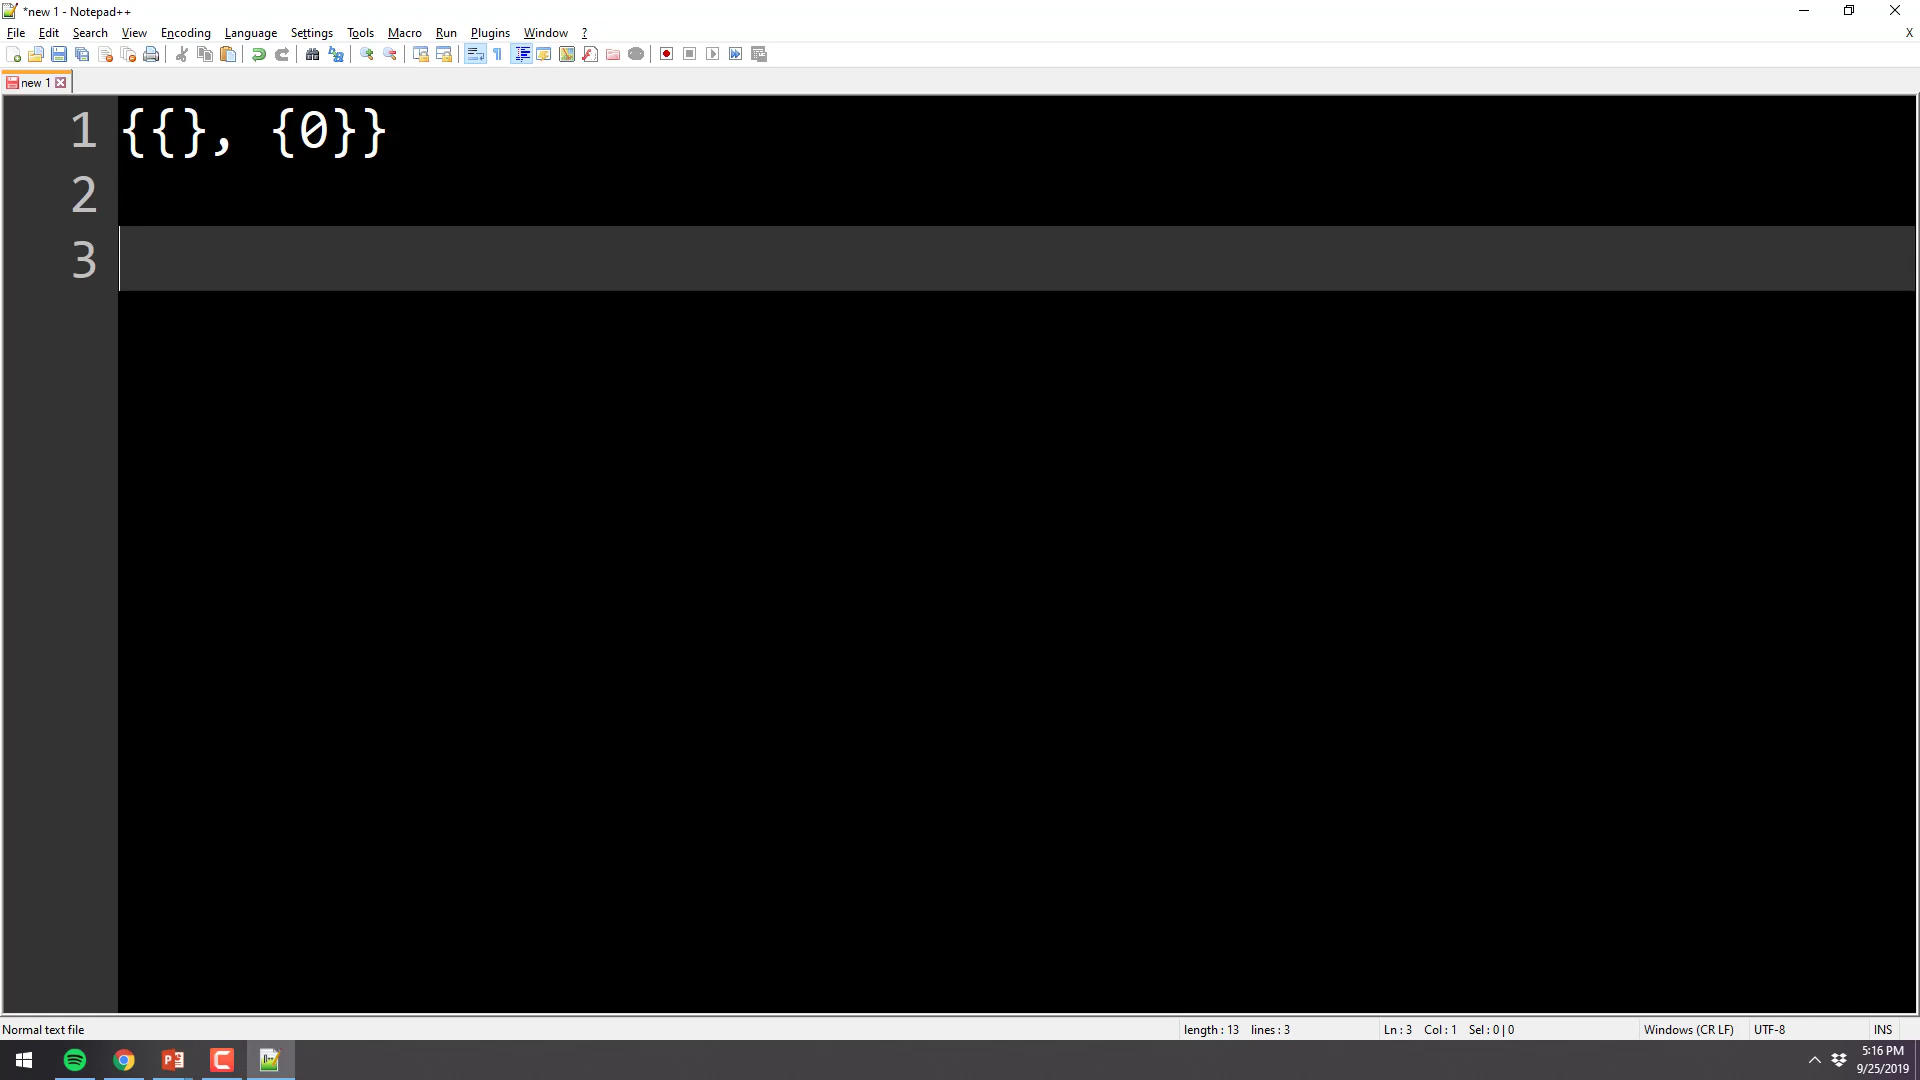 *new 1 - Notepad++
File Edit Search View Encoding Language Settings Tools Macro Run Plugins Window ? X
new 1
1 {{}, {0}}
2
3
Normal text file length : 13 lines : 3 Ln : 3 Col : 1 Sel : 0 | 0 Windows (CR LF) UTF-8 INS
5:16 PM
9/25/2019